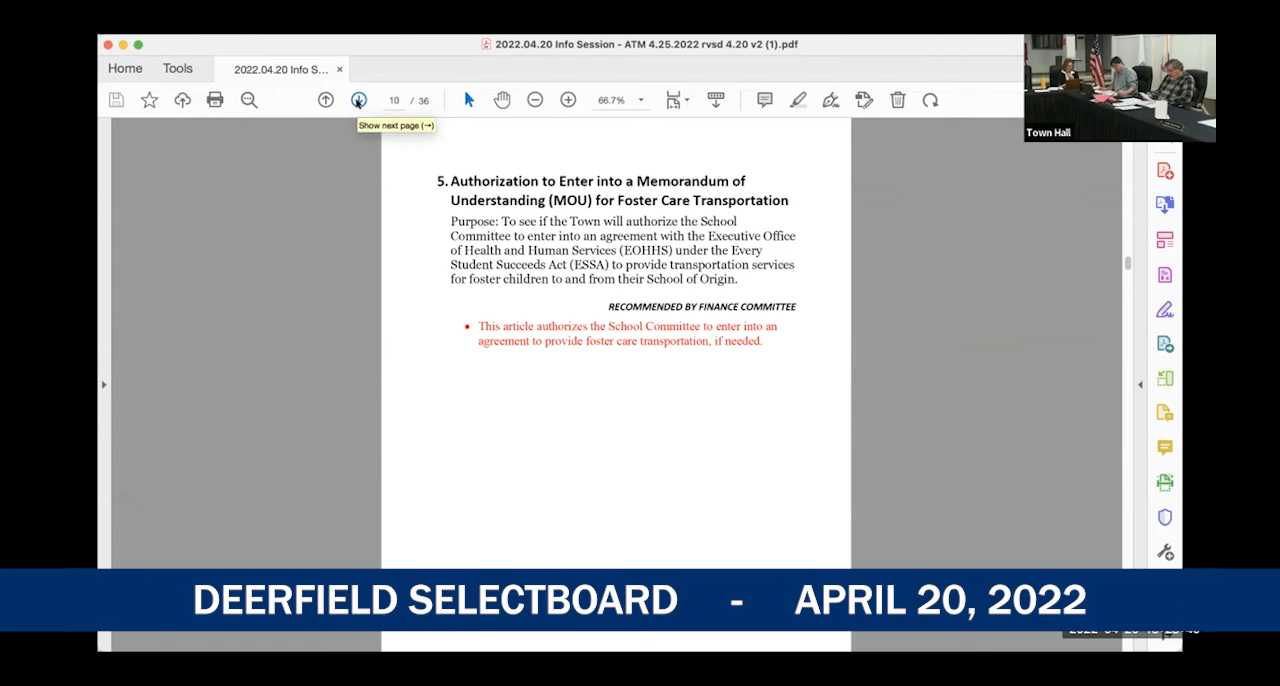 2022.04.20 Info Session - ATM 4.25.2022 rvsd 4.20 v2 (1).pdf
Home Tools 2022.04.20 Info S... ×
10 / 36 66.7%
Show next page (→)
Town Hall
5. Authorization to Enter into a Memorandum of
Understanding (MOU) for Foster Care Transportation
Purpose: To see if the Town will authorize the School
Committee to enter into an agreement with the Executive Office
of Health and Human Services (EOHHS) under the Every
Student Succeeds Act (ESSA) to provide transportation services
for foster children to and from their School of Origin.
RECOMMENDED BY FINANCE COMMITTEE
• This article authorizes the School Committee to enter into an
agreement to provide foster care transportation, if needed.
DEERFIELD SELECTBOARD - APRIL 20, 2022